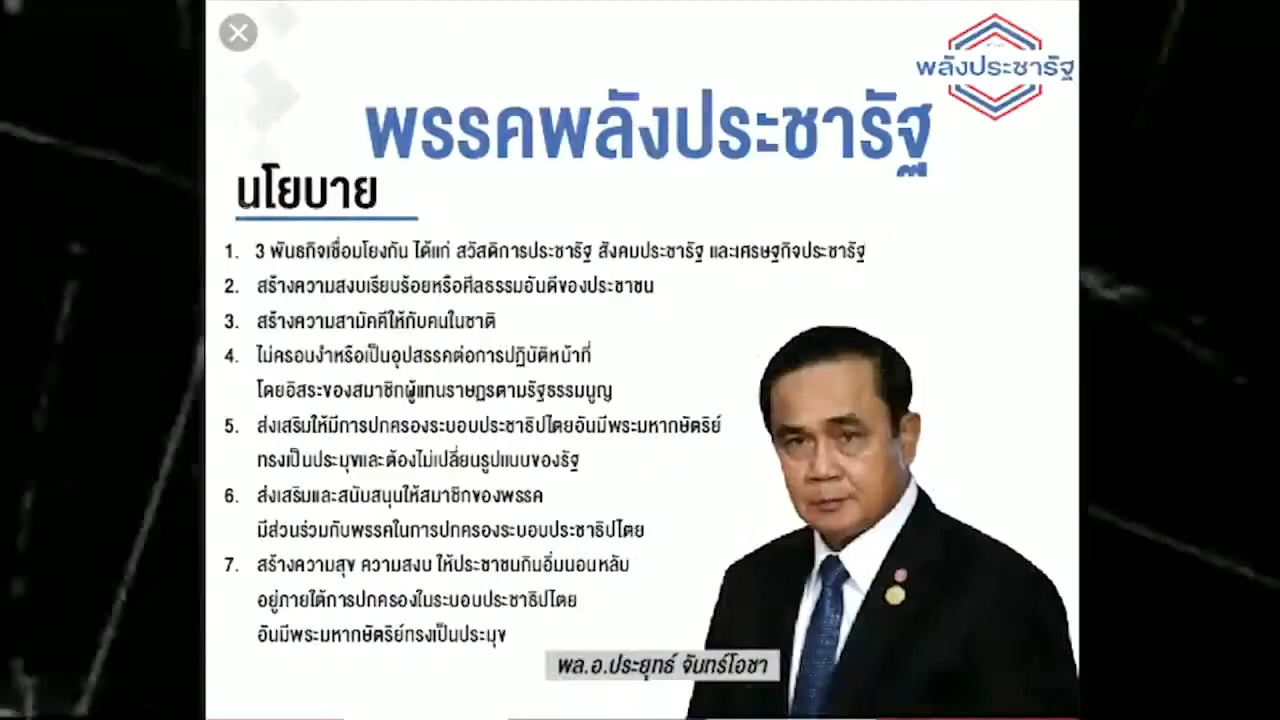 พลังประชารัฐ
พรรคพลังประชารัฐ
นโยบาย
1. 3 พันธกิจเชื่อมโยงกัน ได้แก่ สวัสดิการประชารัฐ สังคมประชารัฐ และเศรษฐกิจประชารัฐ
2. สร้างความสงบเรียบร้อยหรือศีลธรรมอันดีของประชาชน
3. สร้างความสามัคคีให้กับคนในชาติ
4. ไม่ครอบงำหรือเป็นอุปสรรคต่อการปฏิบัติหน้าที่
โดยอิสระของสมาชิกผู้แทนราษฎรตามรัฐธรรมนูญ
5. ส่งเสริมให้มีการปกครองระบอบประชาธิปไตยอันมีพระมหากษัตริย์
ทรงเป็นประมุขและต้องไม่เปลี่ยนรูปแบบของรัฐ
6. ส่งเสริมและสนับสนุนให้สมาชิกของพรรค
มีส่วนร่วมกับพรรคในการปกครองระบอบประชาธิปไตย
7. สร้างความสุข ความสงบ ให้ประชาชนกินอิ่มนอนหลับ
อยู่ภายใต้การปกครองในระบอบประชาธิปไตย
อันมีพระมหากษัตริย์ทรงเป็นประมุข
พล.อ.ประยุทธ์ จันทร์โอชา